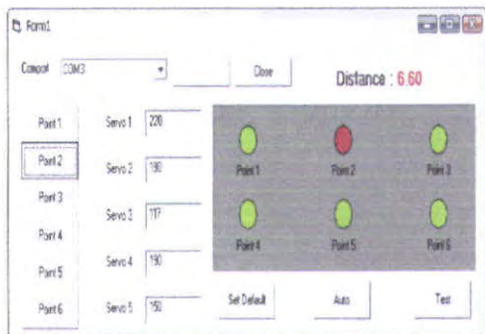 Form1
Comport COM3 Close Distance : 6.60
Point 1 Servo 1 220
Point 2 Servo 2
Point 3 Servo 3 117
Point 4 Servo 4 190
Point 5 Servo 5 150
Point 6
Point 1 Point 2 Point 3
Point 4 Point 5 Point 6
Set Default Auto Test